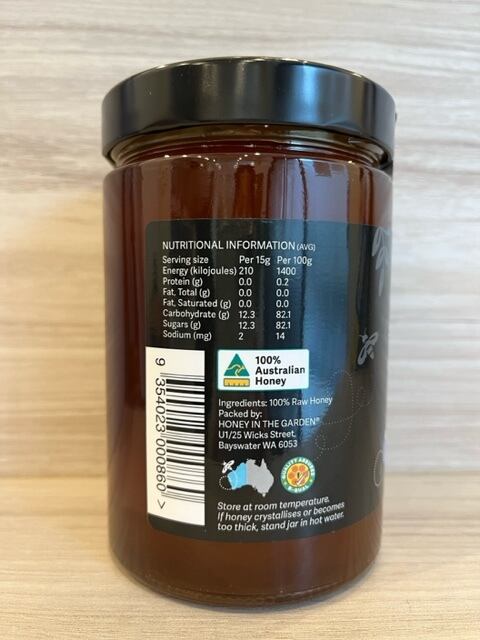 NUTRITIONAL INFORMATION (AVG)
Serving size Per 15g Per 100g
Energy (kilojoules) 210 1400
Protein (g) 0.0 0.2
Fat, Total (g) 0.0 0.0
Fat, Saturated (g) 0.0 0.0
Carbohydrate (g) 12.3 82.1
Sugars (g) 12.3 82.1
Sodium (mg) 2 14
100%
Australian
Honey
Ingredients: 100% Raw Honey
Packed by:
HONEY IN THE GARDEN®
U1/25 Wicks Street,
Bayswater WA 6053
QUALITY ASSURED
B-QUAL
Store at room temperature.
If honey crystallises or becomes
too thick, stand jar in hot water.
9 354023 000860 >